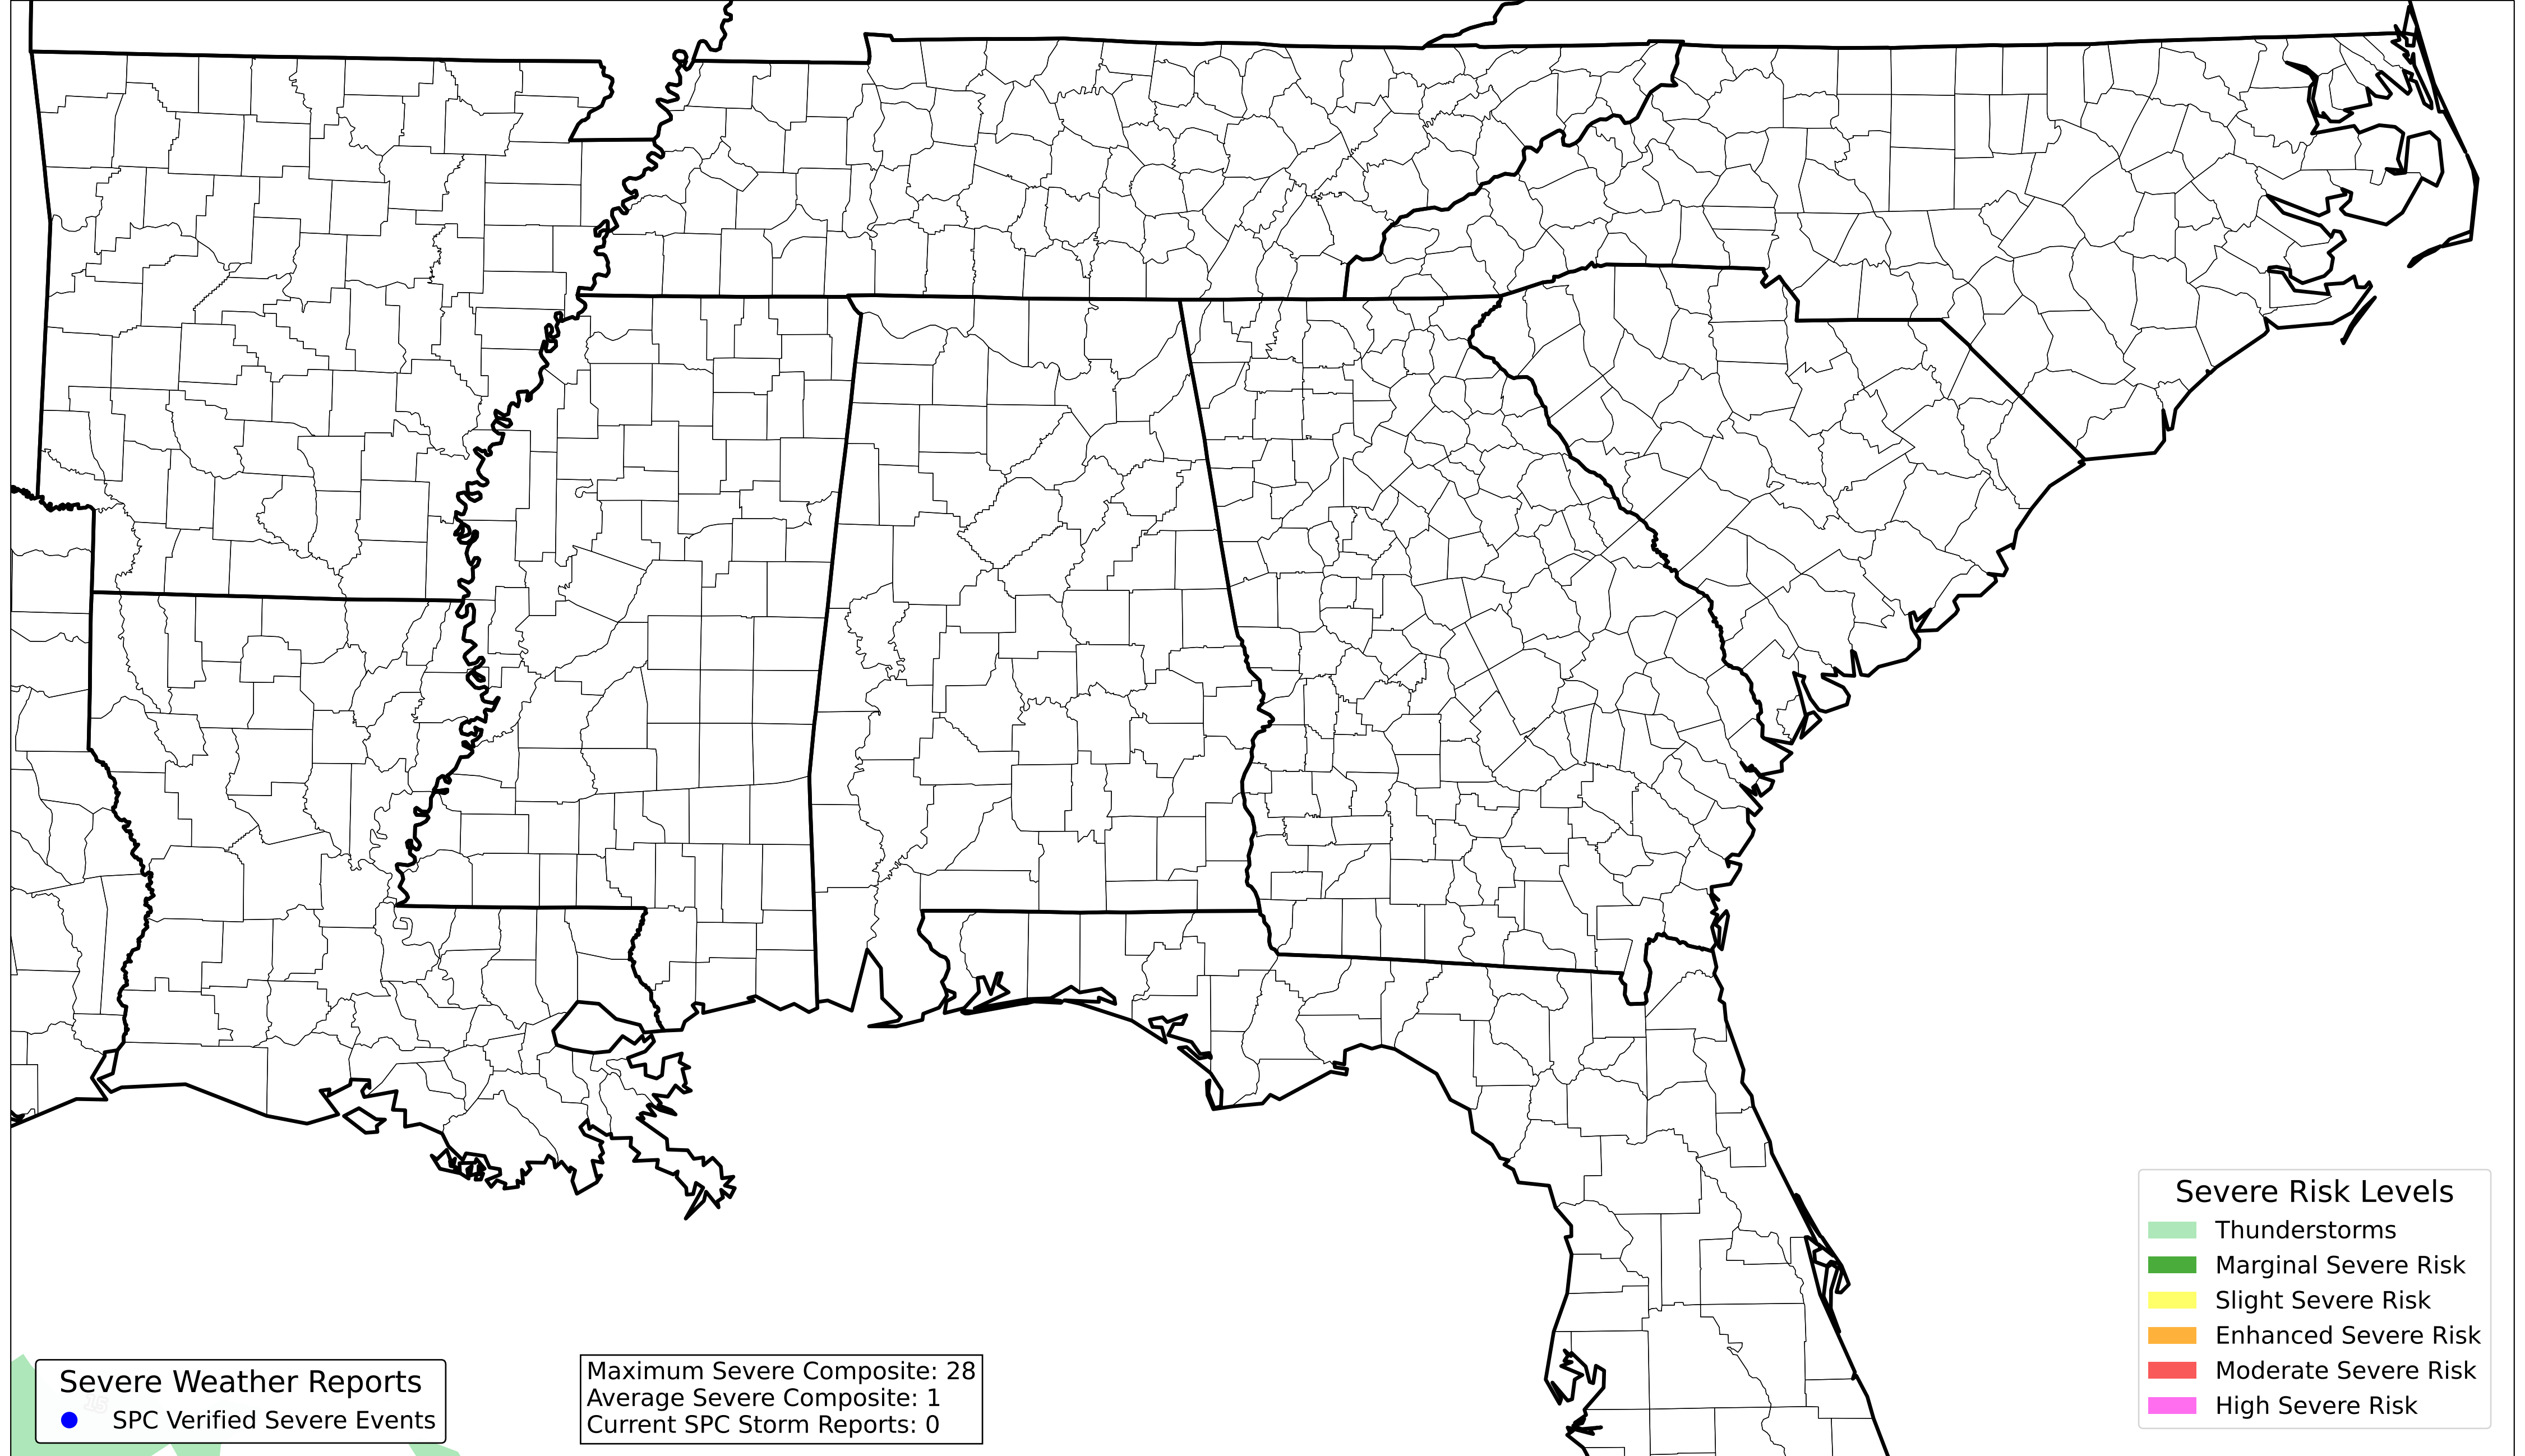 Severe Weather Reports
SPC Verified Severe Events
Maximum Severe Composite: 28
Average Severe Composite: 1
Current SPC Storm Reports: 0
Severe Risk Levels
Thunderstorms
Marginal Severe Risk
Slight Severe Risk
Enhanced Severe Risk
Moderate Severe Risk
High Severe Risk